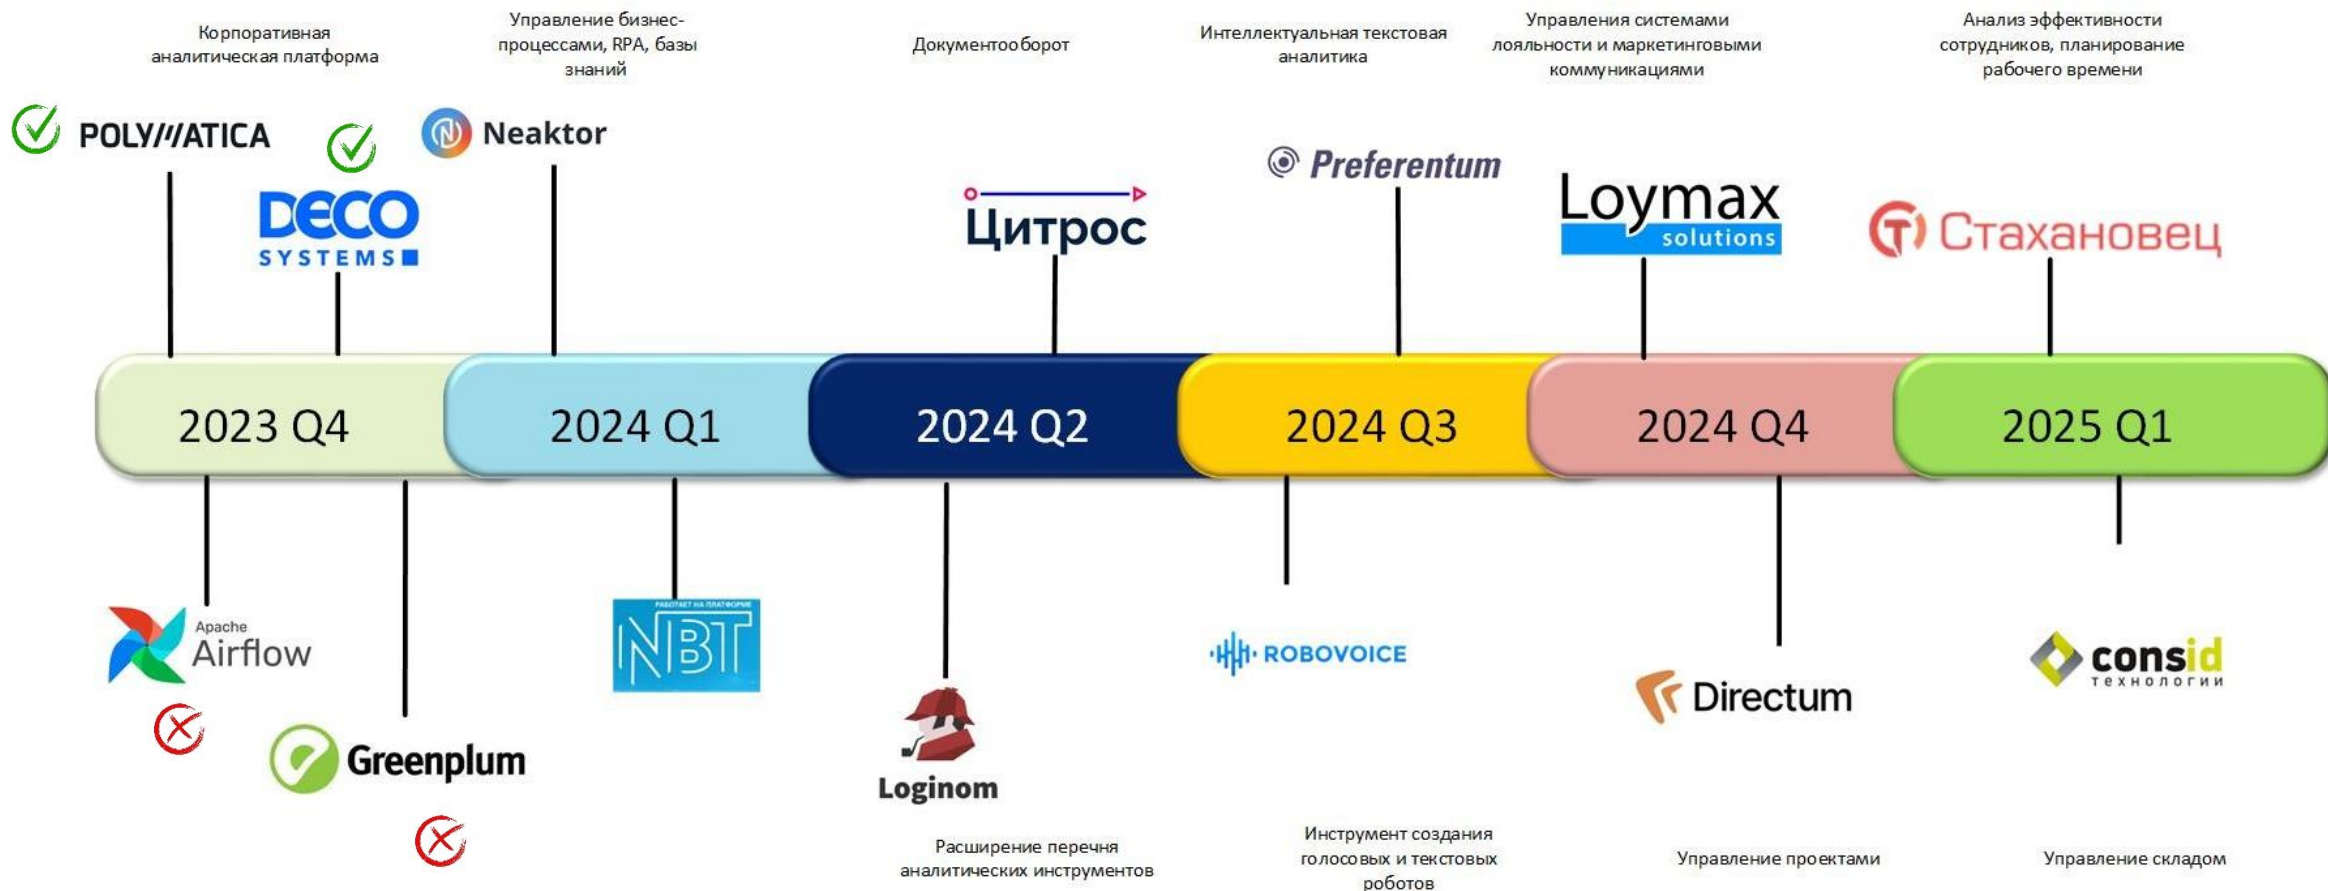 Корпоративная
аналитическая платформа
Управление бизнес-
процессами, RPA, базы
знаний
Документооборот
Интеллектуальная текстовая
аналитика
Управления системами
лояльности и маркетинговыми
коммуникациями
Анализ эффективности
сотрудников, планирование
рабочего времени
POLYMATICA
DECO
SYSTEMS
Neaktor
Цитрос
Preferentum
Loymax
solutions
Стахановец
2023 Q4
2024 Q1
2024 Q2
2024 Q3
2024 Q4
2025 Q1
Apache
Airflow
Greenplum
РАБОТАЕТ НА ПЛАТФОРМЕ
NBT
Loginom
ROBOVOICE
Directum
consid
технологии
Расширение перечня
аналитических инструментов
Инструмент создания
голосовых и текстовых
роботов
Управление проектами
Управление складом